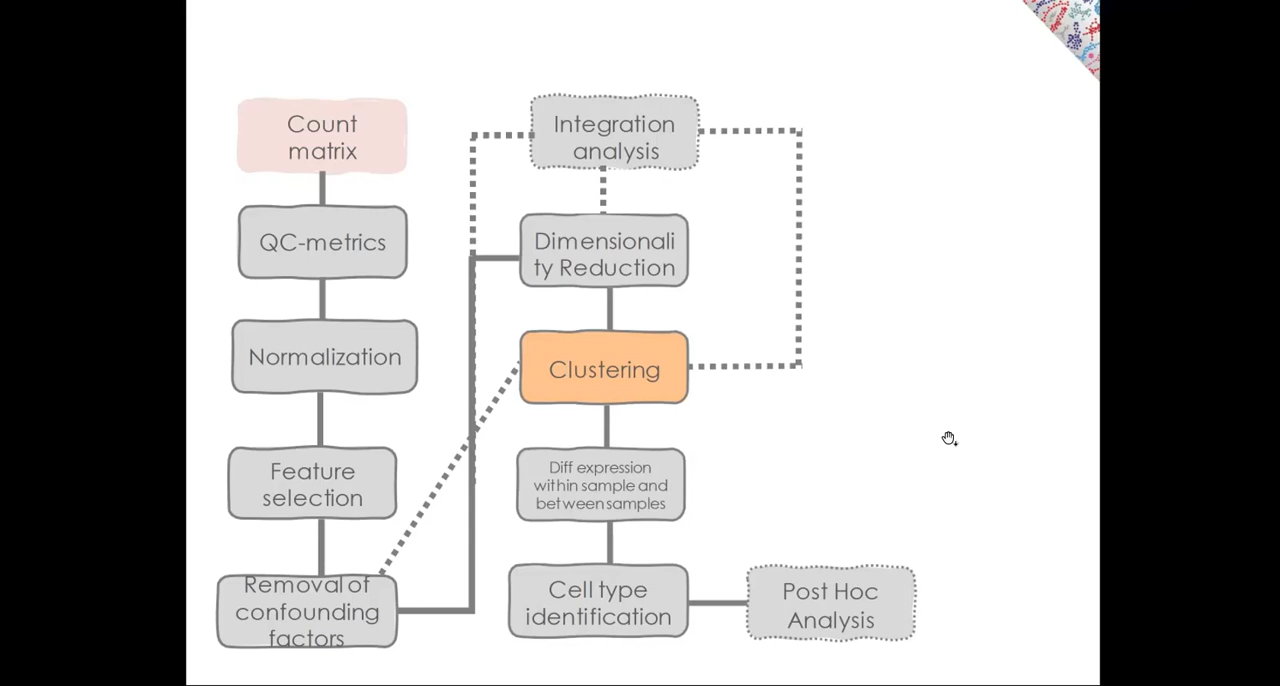 Count
matrix
QC-metrics
Normalization
Feature
selection
Removal of
confounding
factors
Integration
analysis
Dimensionali
ty Reduction
Clustering
Diff expression
within sample and
between samples
Cell type
identification
Post Hoc
Analysis